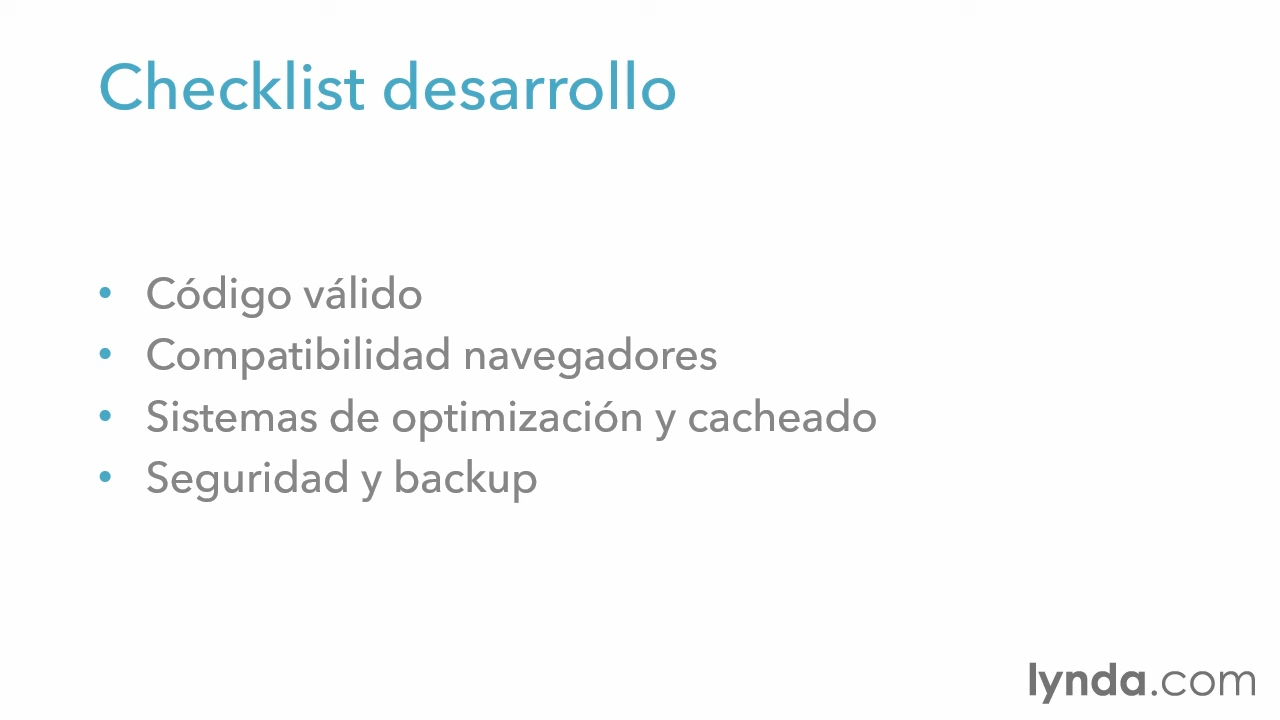 Checklist desarrollo
• Código válido
• Compatibilidad navegadores
• Sistemas de optimización y cacheado
• Seguridad y backup
lynda.com